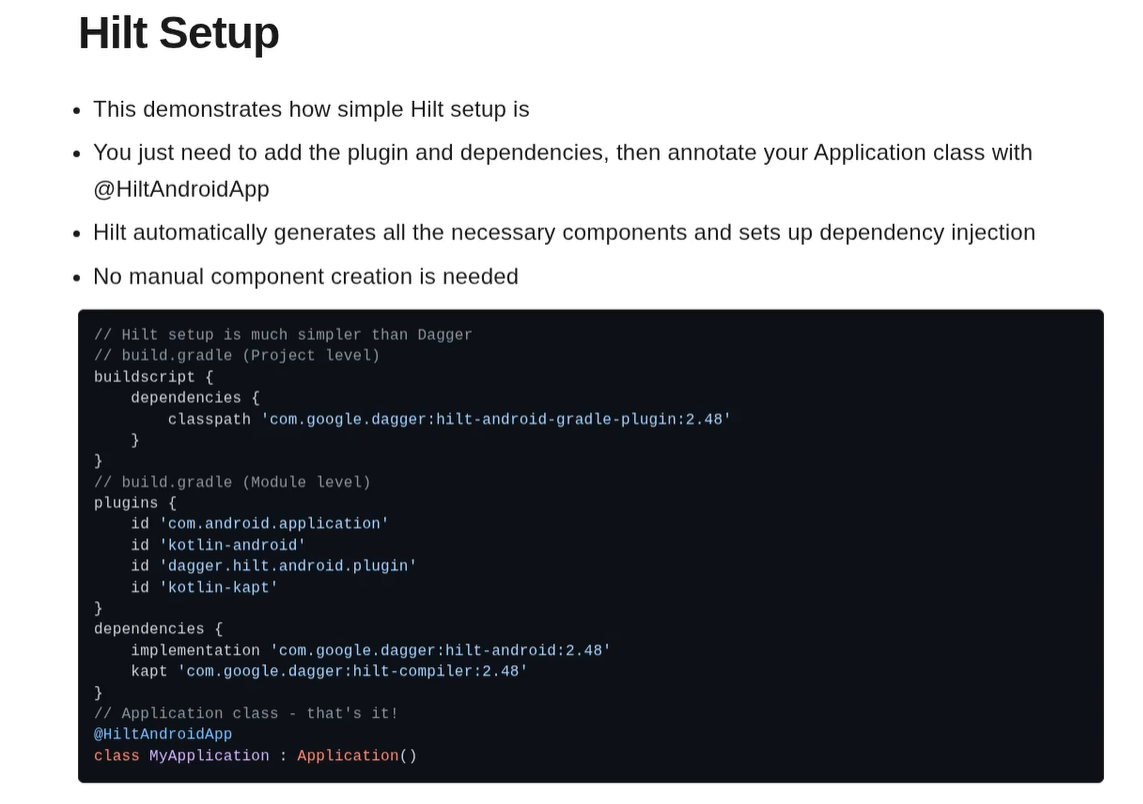 Hilt Setup
• This demonstrates how simple Hilt setup is
• You just need to add the plugin and dependencies, then annotate your Application class with
@HiltAndroidApp
• Hilt automatically generates all the necessary components and sets up dependency injection
• No manual component creation is needed
// Hilt setup is much simpler than Dagger
// build.gradle (Project level)
buildscript {
    dependencies {
        classpath 'com.google.dagger:hilt-android-gradle-plugin:2.48'
    }
}
// build.gradle (Module level)
plugins {
    id 'com.android.application'
    id 'kotlin-android'
    id 'dagger.hilt.android.plugin'
    id 'kotlin-kapt'
}
dependencies {
    implementation 'com.google.dagger:hilt-android:2.48'
    kapt 'com.google.dagger:hilt-compiler:2.48'
}
// Application class - that's it!
@HiltAndroidApp
class MyApplication : Application()